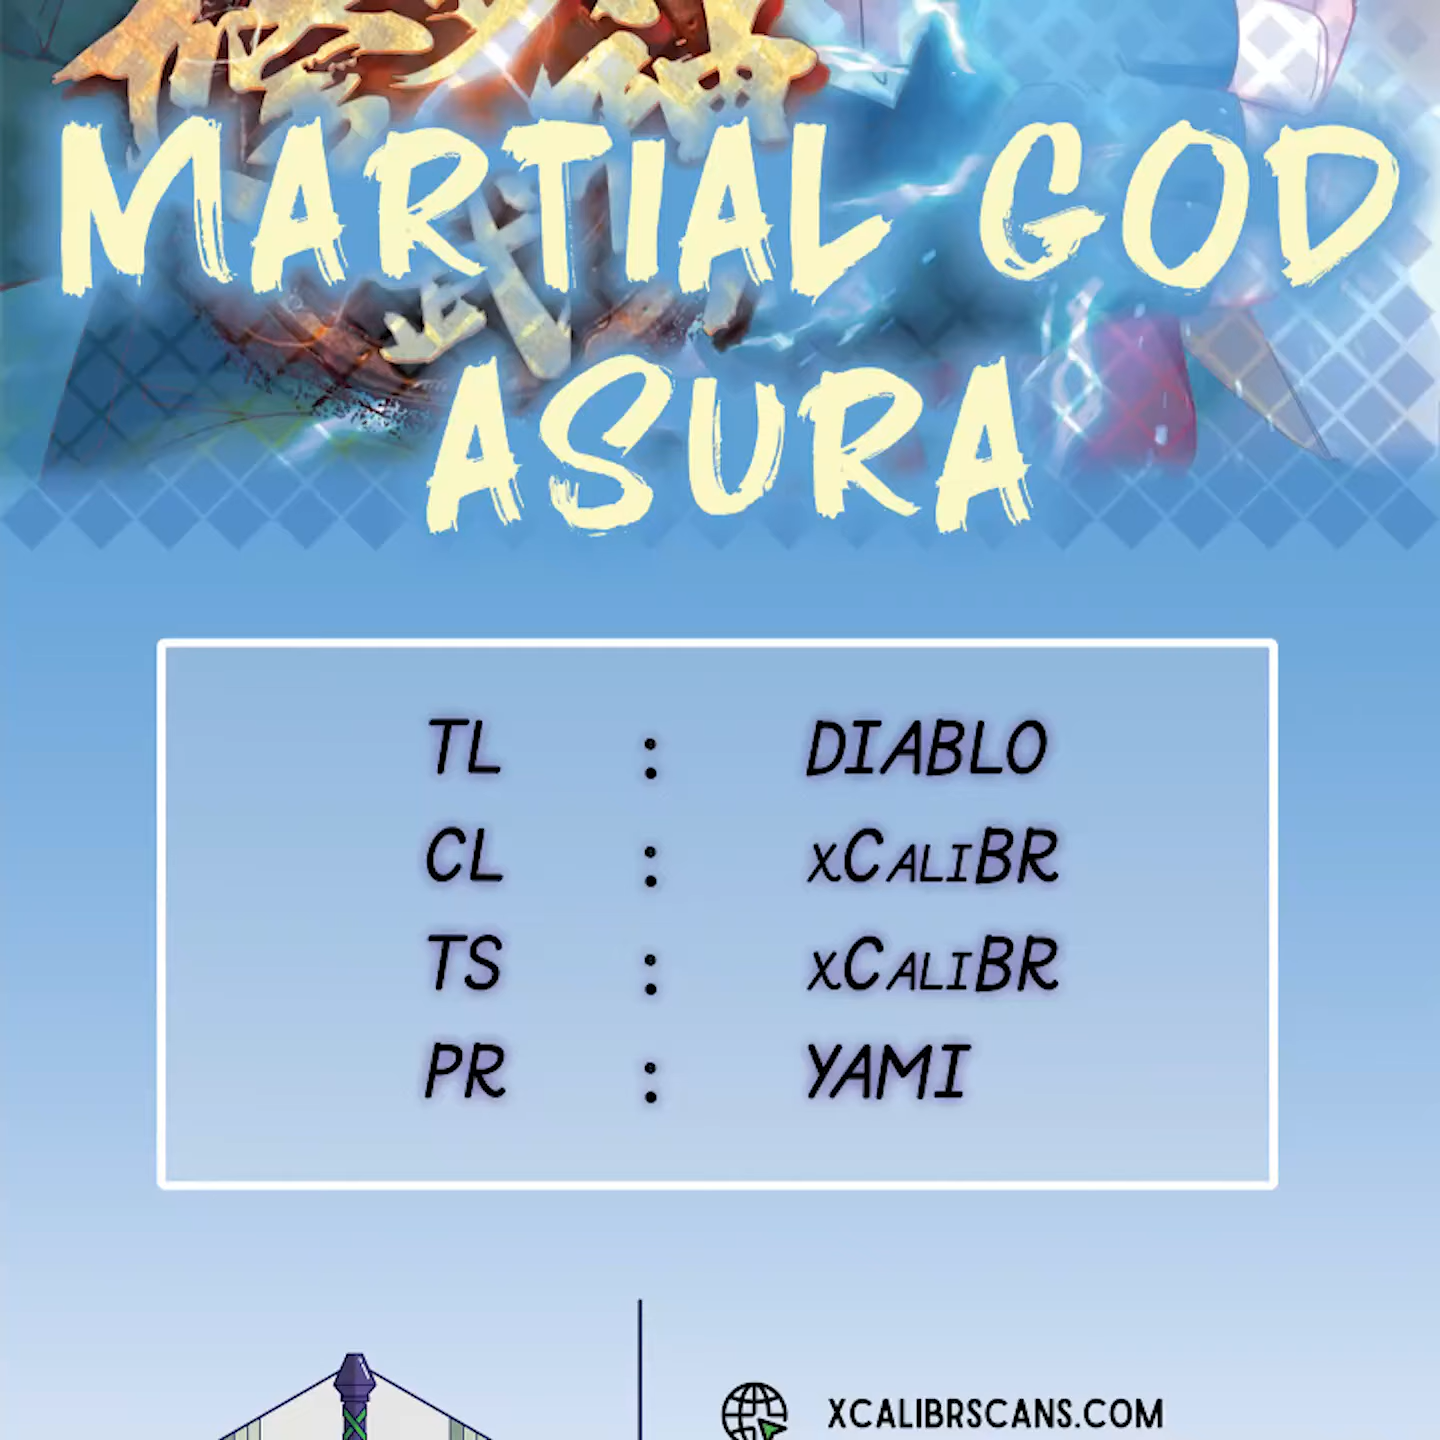 MARTIAL GOD
ASURA
TL : DIABLO
CL : xCALIBR
TS : xCALIBR
PR : YAMI
XCALIBRSCANS.COM